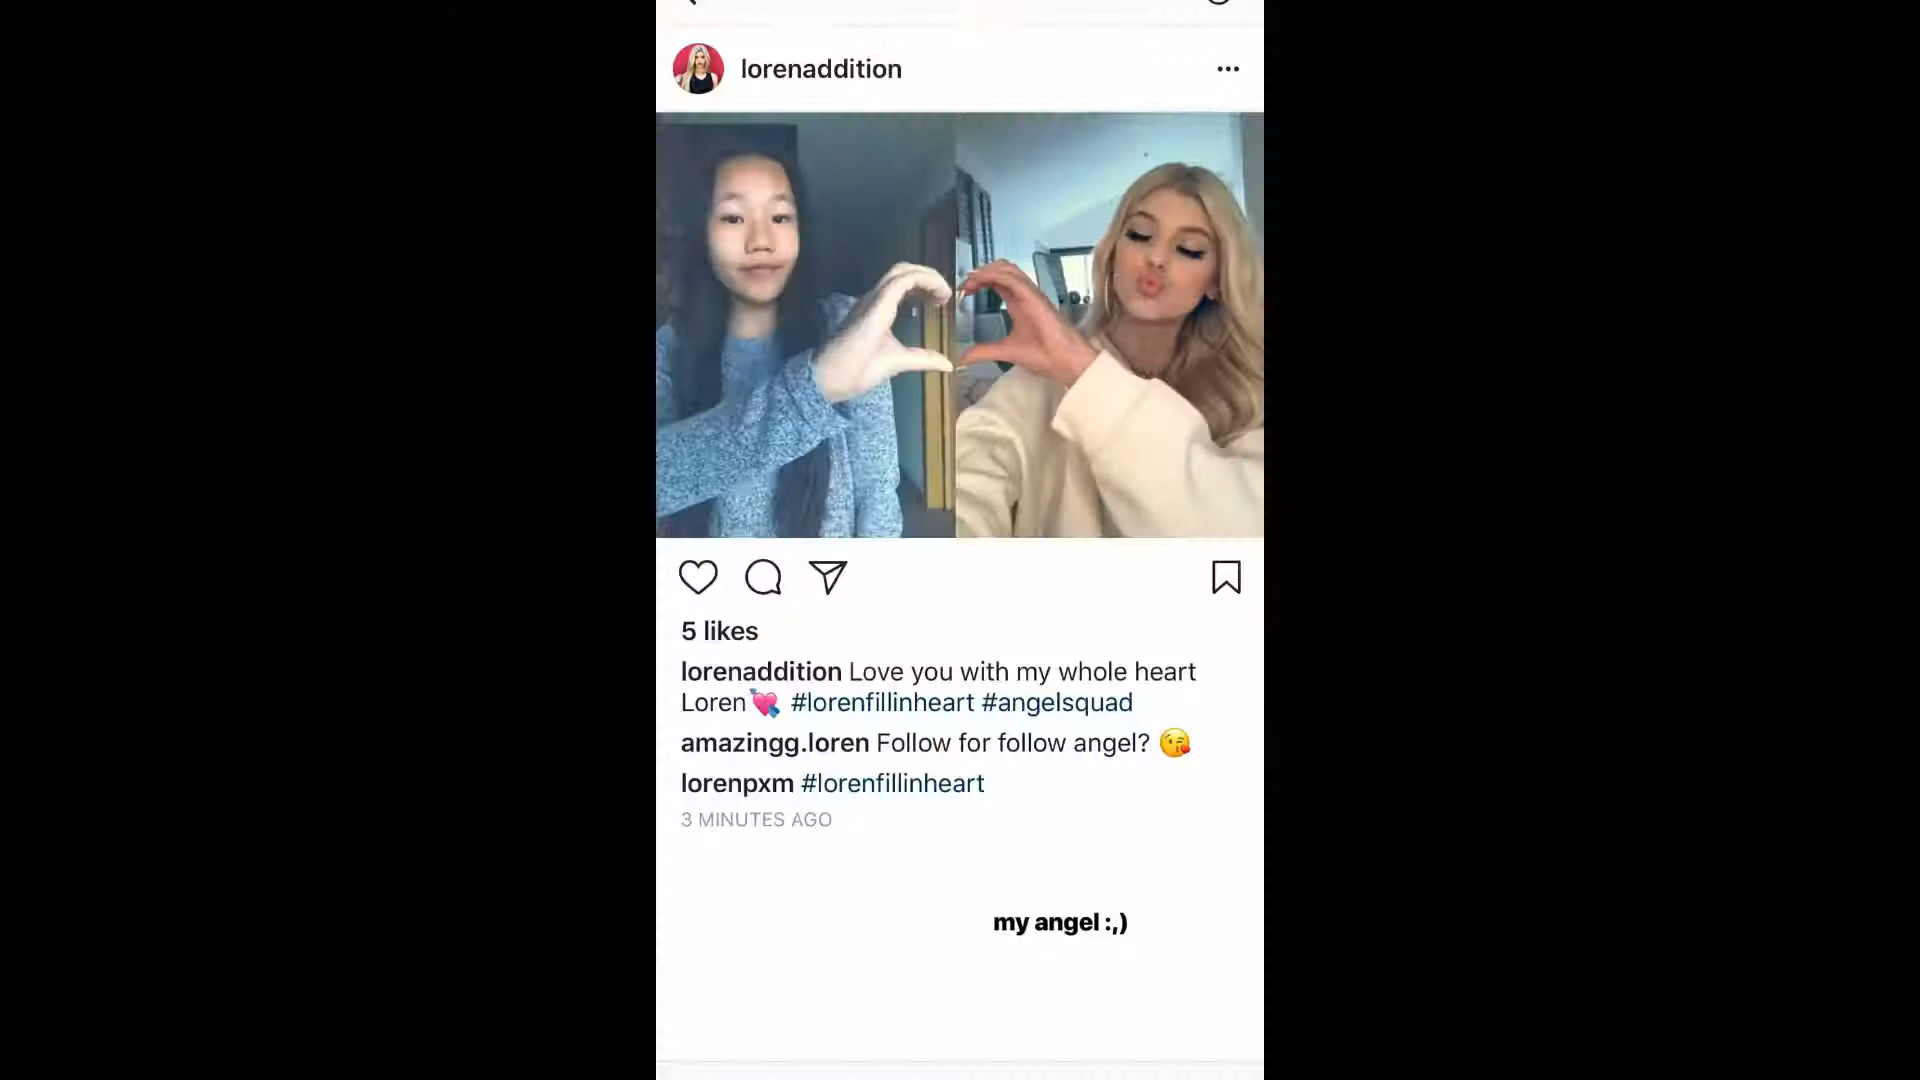 lorenaddition
5 likes
lorenaddition Love you with my whole heart
Loren💘 #lorenfillinheart #angelsquad
amazingg.loren Follow for follow angel? 😘
lorenpxm #lorenfillinheart
3 MINUTES AGO
my angel :,)